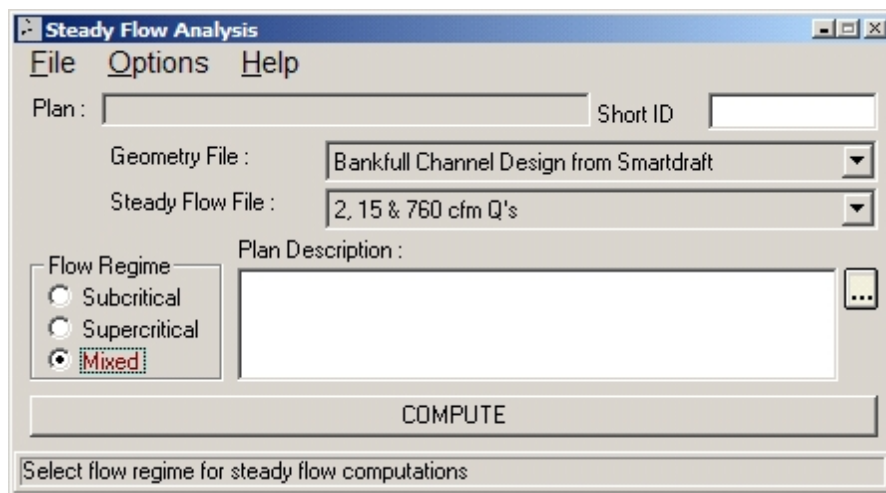 Steady Flow Analysis
File Options Help
Plan : Short ID
Geometry File : Bankfull Channel Design from Smartdraft
Steady Flow File : 2, 15 & 760 cfm Q's
Plan Description :
Flow Regime
Subcritical
Supercritical
Mixed
...
COMPUTE
Select flow regime for steady flow computations